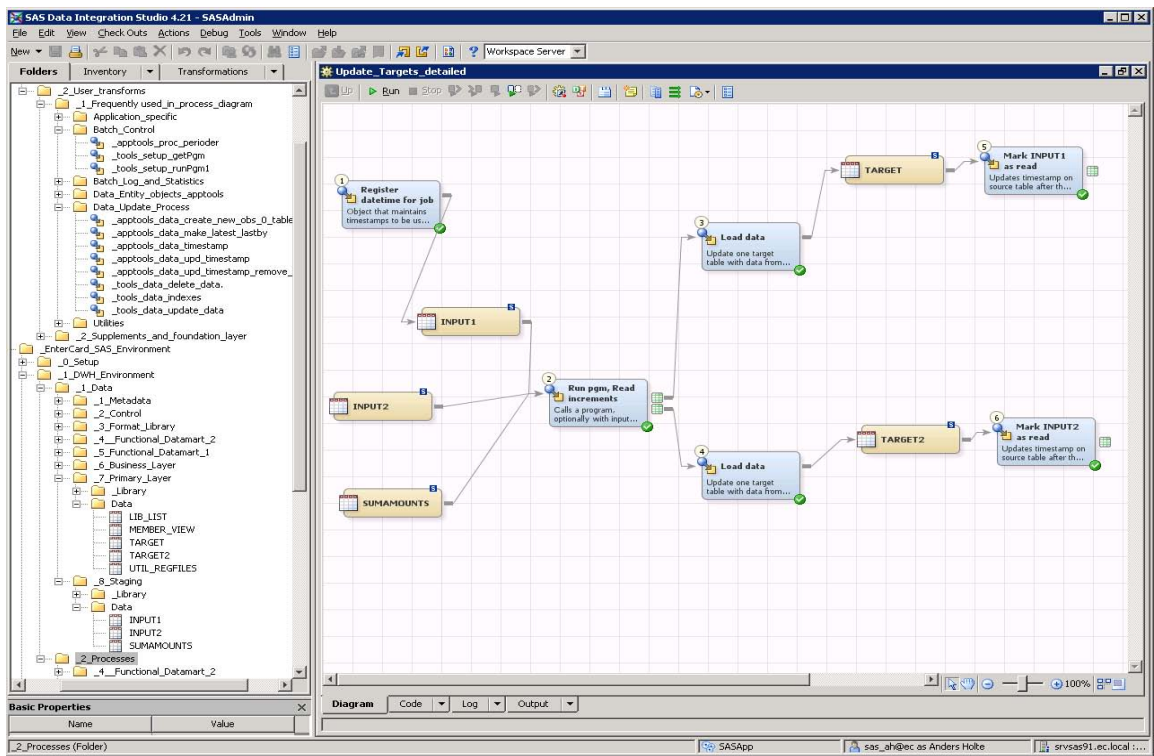 SAS Data Integration Studio 4.21 - SASAdmin
File Edit View Check Outs Actions Debug Tools Window Help
New Workspace Server
Folders Inventory Transformations
_2_User_transforms
_1_Frequently used_in_process_diagram
Application_specific
Batch_Control
_apptools_proc_perioder
_tools_setup_getPgm
_tools_setup_runPgm1
Batch_Log_and_Statistics
Data_Entity_objects_apptools
Data_Update_Process
_apptools_data_create_new_obs_0_table
_apptools_data_make_latest_lastby
_apptools_data_timestamp
_apptools_data_upd_timestamp
_apptools_data_upd_timestamp_remove_
_tools_data_delete_data.
_tools_data_indexes
_tools_data_update_data
Utilities
_2_Supplements_and_foundation_layer
_EnterCard_SAS_Environment
_0_Setup
_1_DWH_Environment
_1_Data
_1_Metadata
_2_Control
_3_Format_Library
_4__Functional_Datamart_2
_5_Functional_Datamart_1
_6_Business_Layer
_7_Primary_Layer
_Library
Data
LIB_LIST
MEMBER_VIEW
TARGET
TARGET2
UTIL_REGFILES
_8_Staging
_Library
Data
INPUT1
INPUT2
SUMAMOUNTS
_2_Processes
_4__Functional_Datamart_2
Basic Properties
Name Value
Update_Targets_detailed
Up Run Stop
1
Register
datetime for job
Object that maintains
timestamps to be us...
INPUT1
INPUT2
SUMAMOUNTS
2
Run pgm, Read
increments
Calls a program,
optionally with input...
3
Load data
Update one target
table with data from...
4
Load data
Update one target
table with data from...
TARGET
5
Mark INPUT1
as read
Updates timestamp on
source table after th...
TARGET2
6
Mark INPUT2
as read
Updates timestamp on
source table after th...
100%
Diagram Code Log Output
_2_Processes (Folder) SASApp sas_ah@ec as Anders Holte srvsas91.ec.local :...